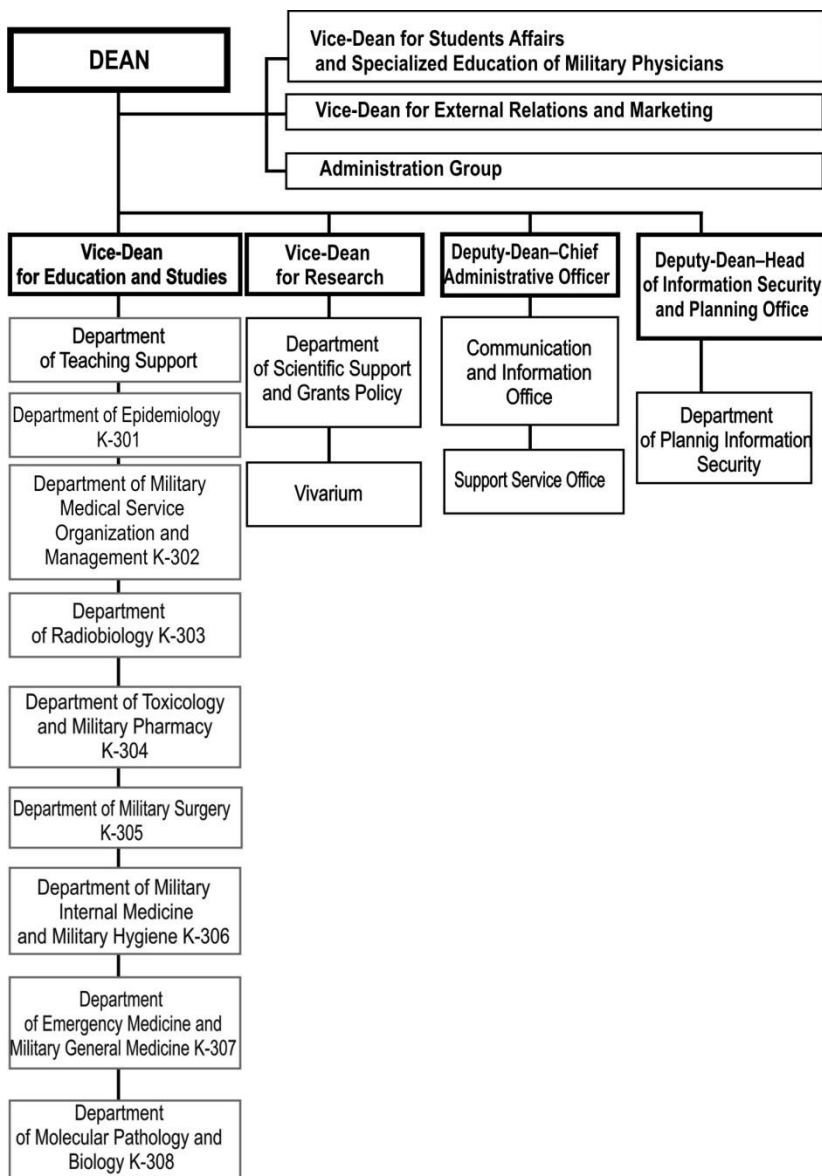 DEAN
Vice-Dean for Students Affairs
and Specialized Education of Military Physicians
Vice-Dean for External Relations and Marketing
Administration Group
Vice-Dean
for Education and Studies
Department
of Teaching Support
Department of Epidemiology
K-301
Department of Military
Medical Service
Organization and
Management K-302
Department
of Radiobiology K-303
Department of Toxicology
and Military Pharmacy
K-304
Department of Military Surgery
K-305
Department of Military
Internal Medicine
and Military Hygiene K-306
Department
of Emergency Medicine and
Military General Medicine K-307
Department
of Molecular Pathology and
Biology K-308
Vice-Dean
for Research
Department
of Scientific Support
and Grants Policy
Vivarium
Deputy-Dean–Chief
Administrative Officer
Communication
and Information
Office
Support Service Office
Deputy-Dean–Head
of Information Security
and Planning Office
Department
of Plannig Information
Security